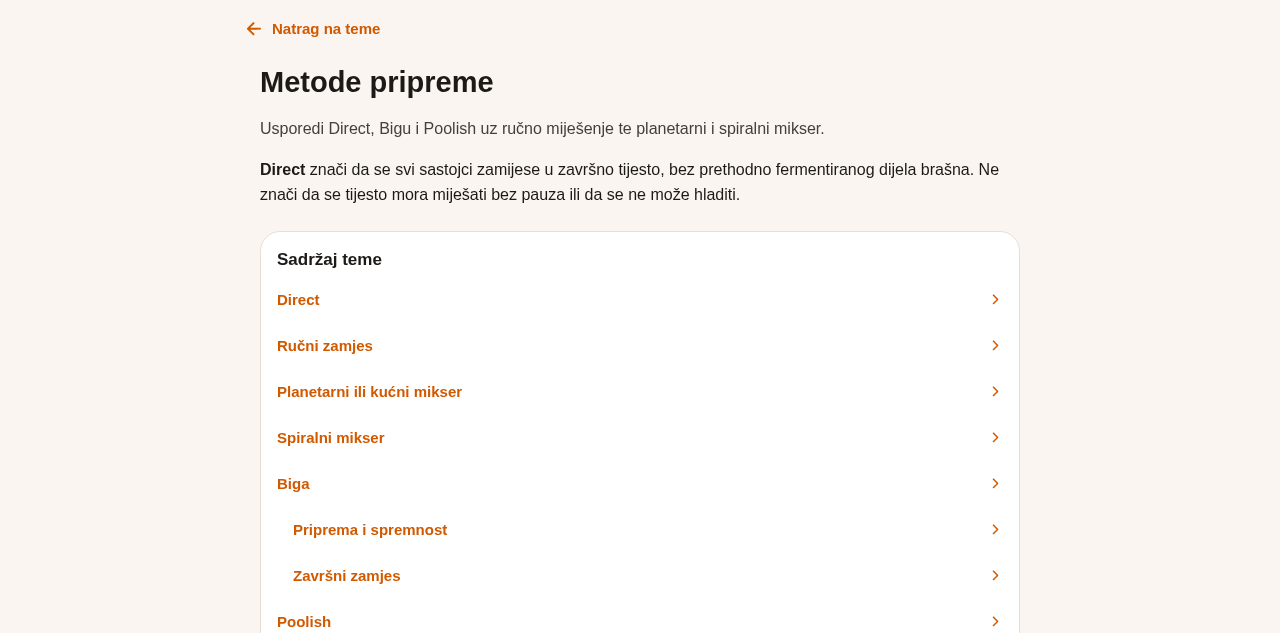 Natrag na teme
Metode pripreme
Usporedi Direct, Bigu i Poolish uz ručno miješenje te planetarni i spiralni mikser.
Direct znači da se svi sastojci zamijese u završno tijesto, bez prethodno fermentiranog dijela brašna. Ne
znači da se tijesto mora miješati bez pauza ili da se ne može hladiti.
Sadržaj teme
Direct
Ručni zamjes
Planetarni ili kućni mikser
Spiralni mikser
Biga
Priprema i spremnost
Završni zamjes
Poolish